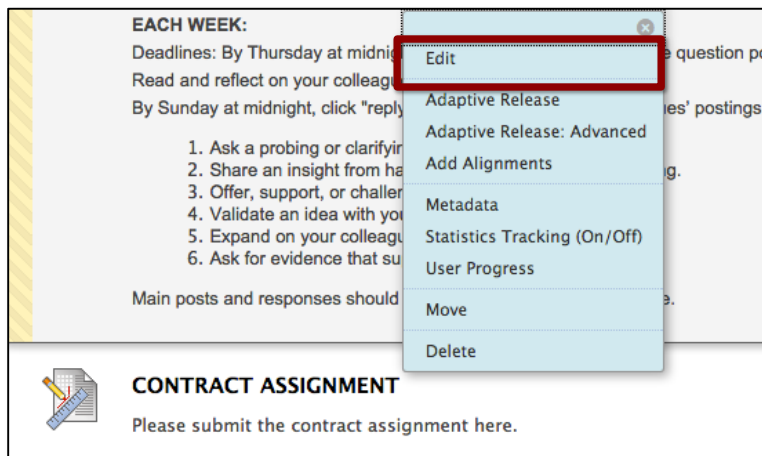 EACH WEEK:
Deadlines: By Thursday at midnig
e question po
Read and reflect on your colleagu
By Sunday at midnight, click "reply
ues' postings
1. Ask a probing or clarifyin
2. Share an insight from ha
g.
3. Offer, support, or challen
4. Validate an idea with you
5. Expand on your colleagu
6. Ask for evidence that su
Main posts and responses should
e.
Edit
Adaptive Release
Adaptive Release: Advanced
Add Alignments
Metadata
Statistics Tracking (On/Off)
User Progress
Move
Delete
CONTRACT ASSIGNMENT
Please submit the contract assignment here.